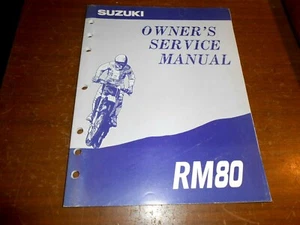 SUZUKI
OWNER'S
SERVICE
MANUAL
RM80